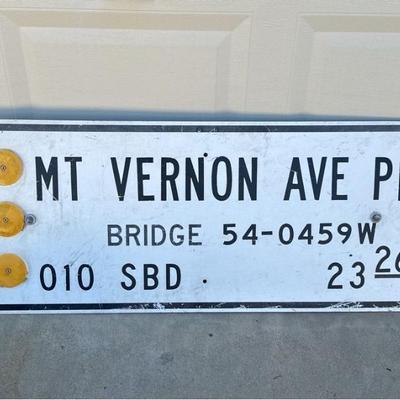 MT VERNON AVE P
BRIDGE 54-0459W
010 SBD 23 26